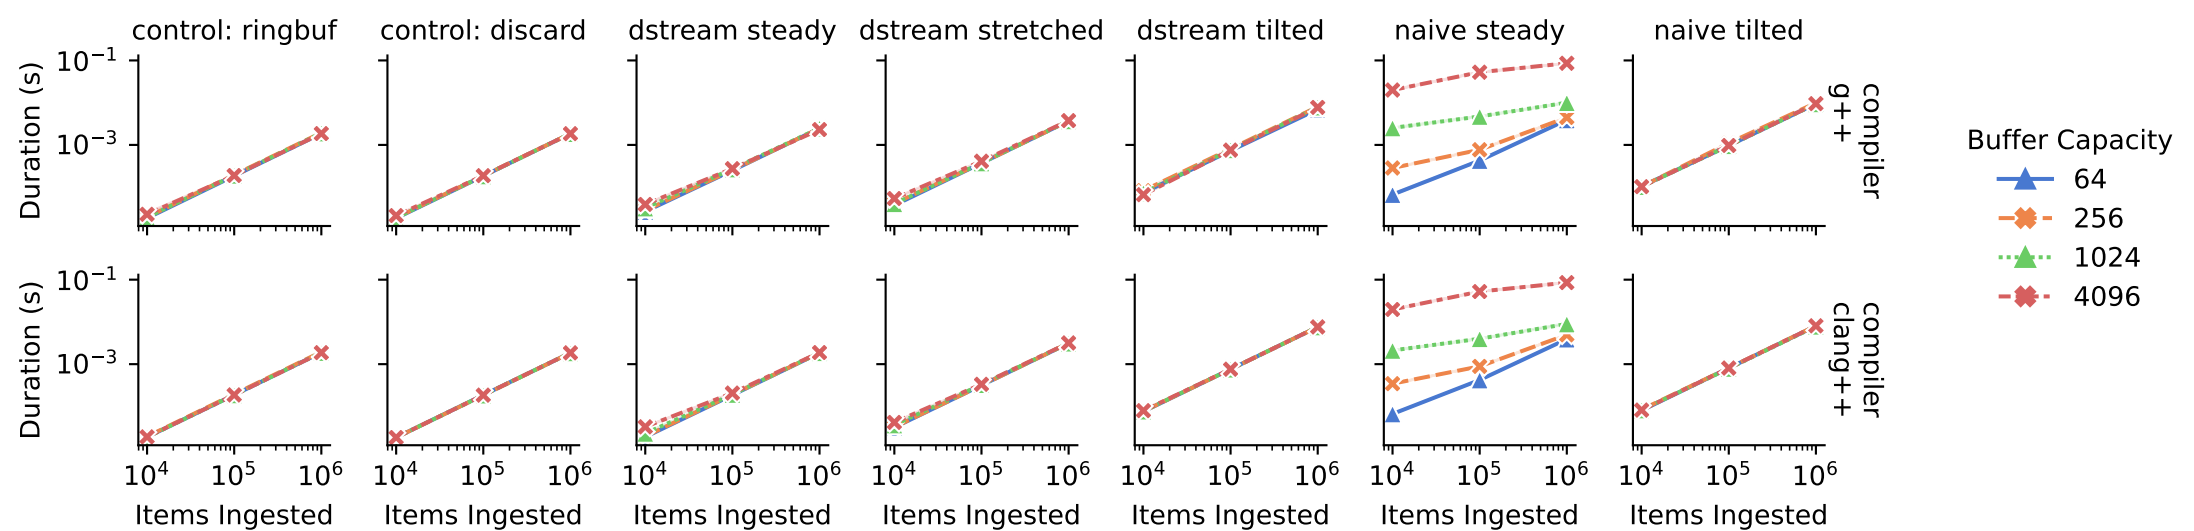 control: ringbuf
control: discard
dstream steady
dstream stretched
dstream tilted
naive steady
naive tilted
Duration (s)
10⁻¹
10⁻³
compiler
g++
Duration (s)
10⁻¹
10⁻³
compiler
clang++
10⁴ 10⁵ 10⁶
10⁴ 10⁵ 10⁶
10⁴ 10⁵ 10⁶
10⁴ 10⁵ 10⁶
10⁴ 10⁵ 10⁶
10⁴ 10⁵ 10⁶
10⁴ 10⁵ 10⁶
Items Ingested
Items Ingested
Items Ingested
Items Ingested
Items Ingested
Items Ingested
Items Ingested
Buffer Capacity
64
256
1024
4096